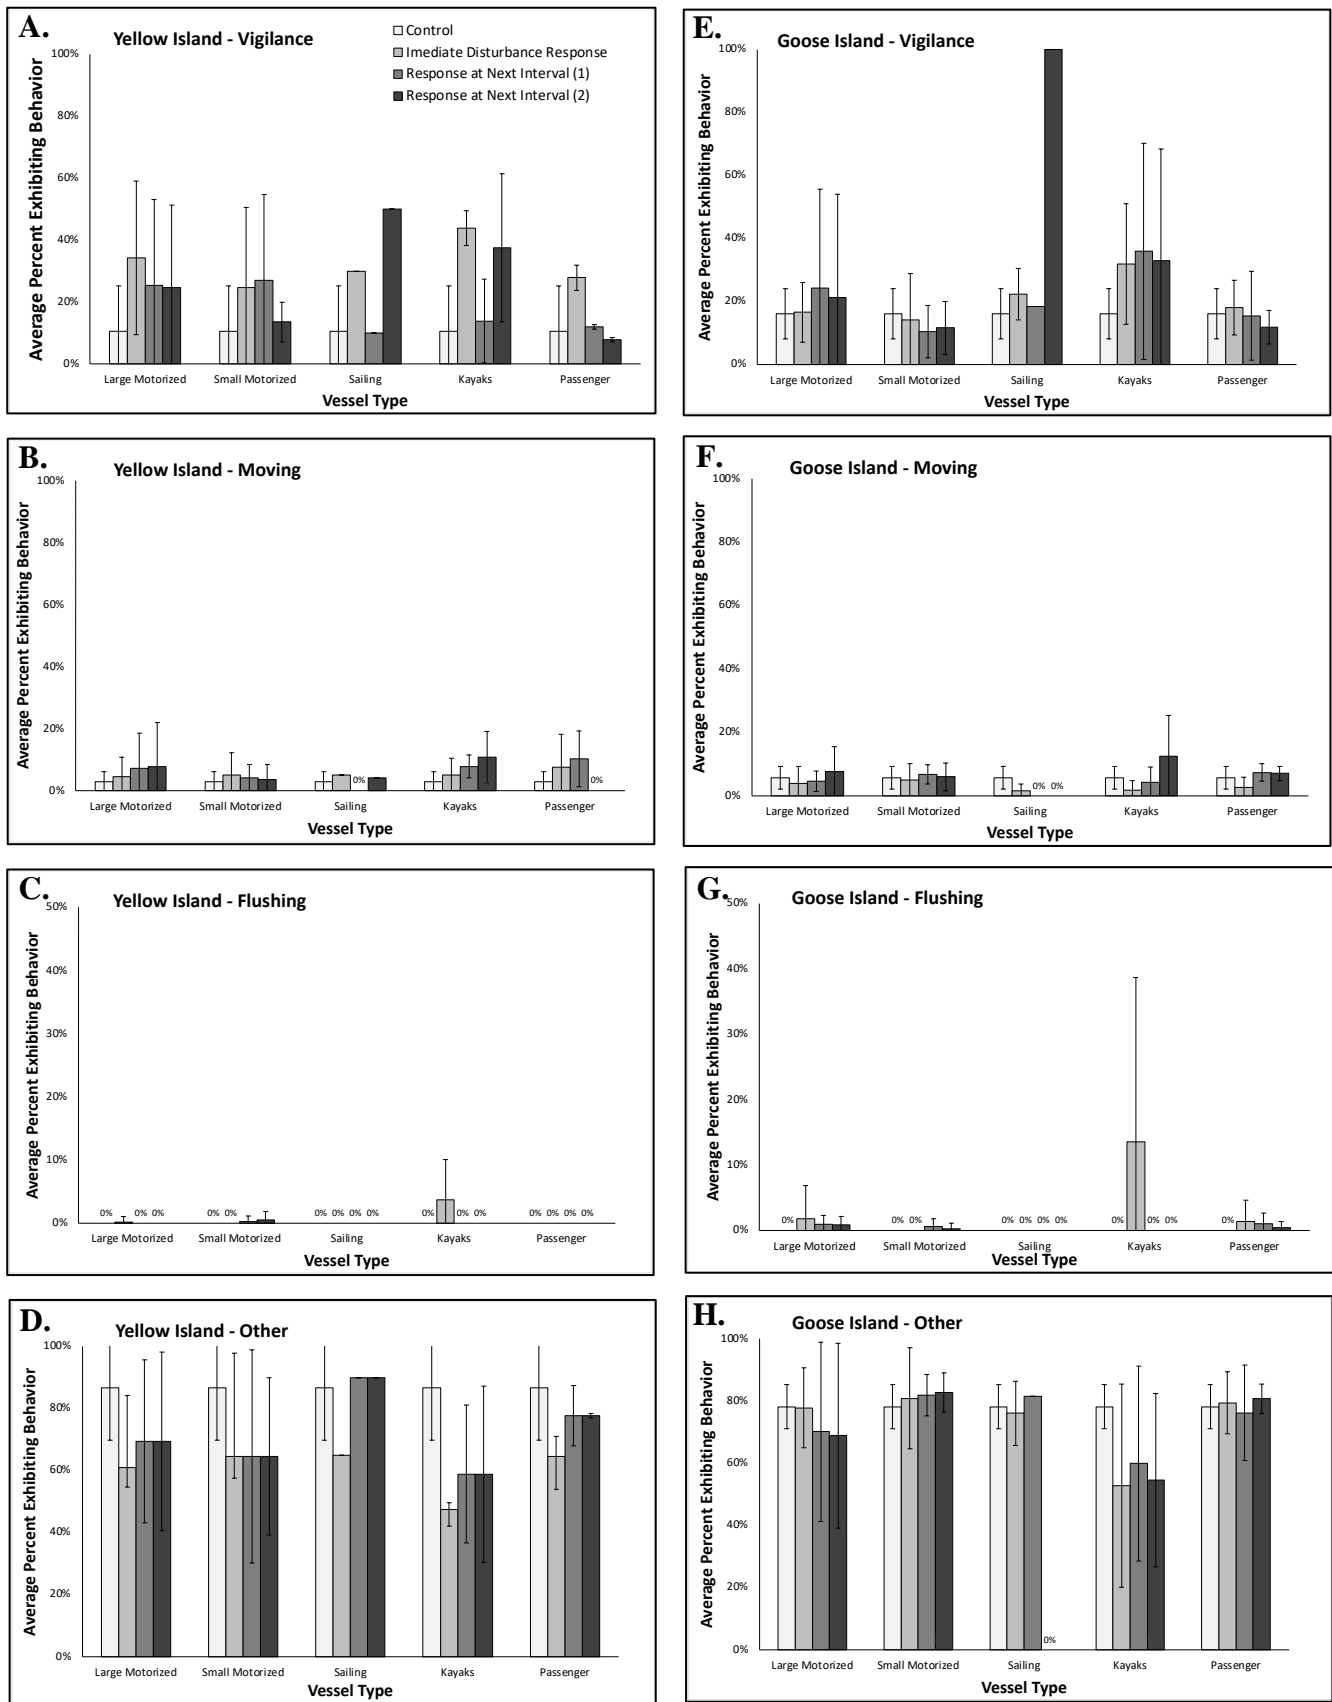 A.
Yellow Island - Vigilance
Control
Imediate Disturbance Response
Response at Next Interval (1)
Response at Next Interval (2)
Average Percent Exhibiting Behavior
100%
80%
60%
40%
20%
0%
Large Motorized Small Motorized Sailing Kayaks Passenger
Vessel Type
B.
Yellow Island - Moving
Average Percent Exhibiting Behavior
100%
80%
60%
40%
20%
0%
0% 0%
Large Motorized Small Motorized Sailing Kayaks Passenger
Vessel Type
C.
Yellow Island - Flushing
Average Percent Exhibiting Behavior
50%
40%
30%
20%
10%
0%
0% 0% 0% 0% 0% 0% 0% 0% 0% 0% 0% 0% 0% 0% 0% 0%
Large Motorized Small Motorized Sailing Kayaks Passenger
Vessel Type
D.
Yellow Island - Other
Average Percent Exhibiting Behavior
100%
80%
60%
40%
20%
0%
Large Motorized Small Motorized Sailing Kayaks Passenger
Vessel Type
E.
Goose Island - Vigilance
Average Percent Exhibiting Behavior
100%
80%
60%
40%
20%
0%
Large Motorized Small Motorized Sailing Kayaks Passenger
Vessel Type
F.
Goose Island - Moving
Average Percent Exhibiting Behavior
100%
80%
60%
40%
20%
0%
0% 0%
Large Motorized Small Motorized Sailing Kayaks Passenger
Vessel Type
G.
Goose Island - Flushing
Average Percent Exhibiting Behavior
50%
40%
30%
20%
10%
0%
0% 0% 0% 0% 0% 0% 0% 0% 0% 0% 0%
Large Motorized Small Motorized Sailing Kayaks Passenger
Vessel Type
H.
Goose Island - Other
Average Percent Exhibiting Behavior
100%
80%
60%
40%
20%
0%
0%
Large Motorized Small Motorized Sailing Kayaks Passenger
Vessel Type